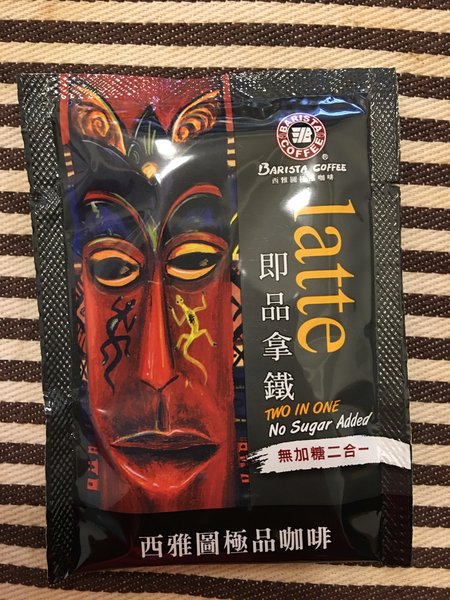 BARISTA
COFFEE
BARISTA COFFEE
西雅圖極品咖啡
latte
即品拿鐵
TWO IN ONE
No Sugar Added
無加糖二合一
西雅圖極品咖啡